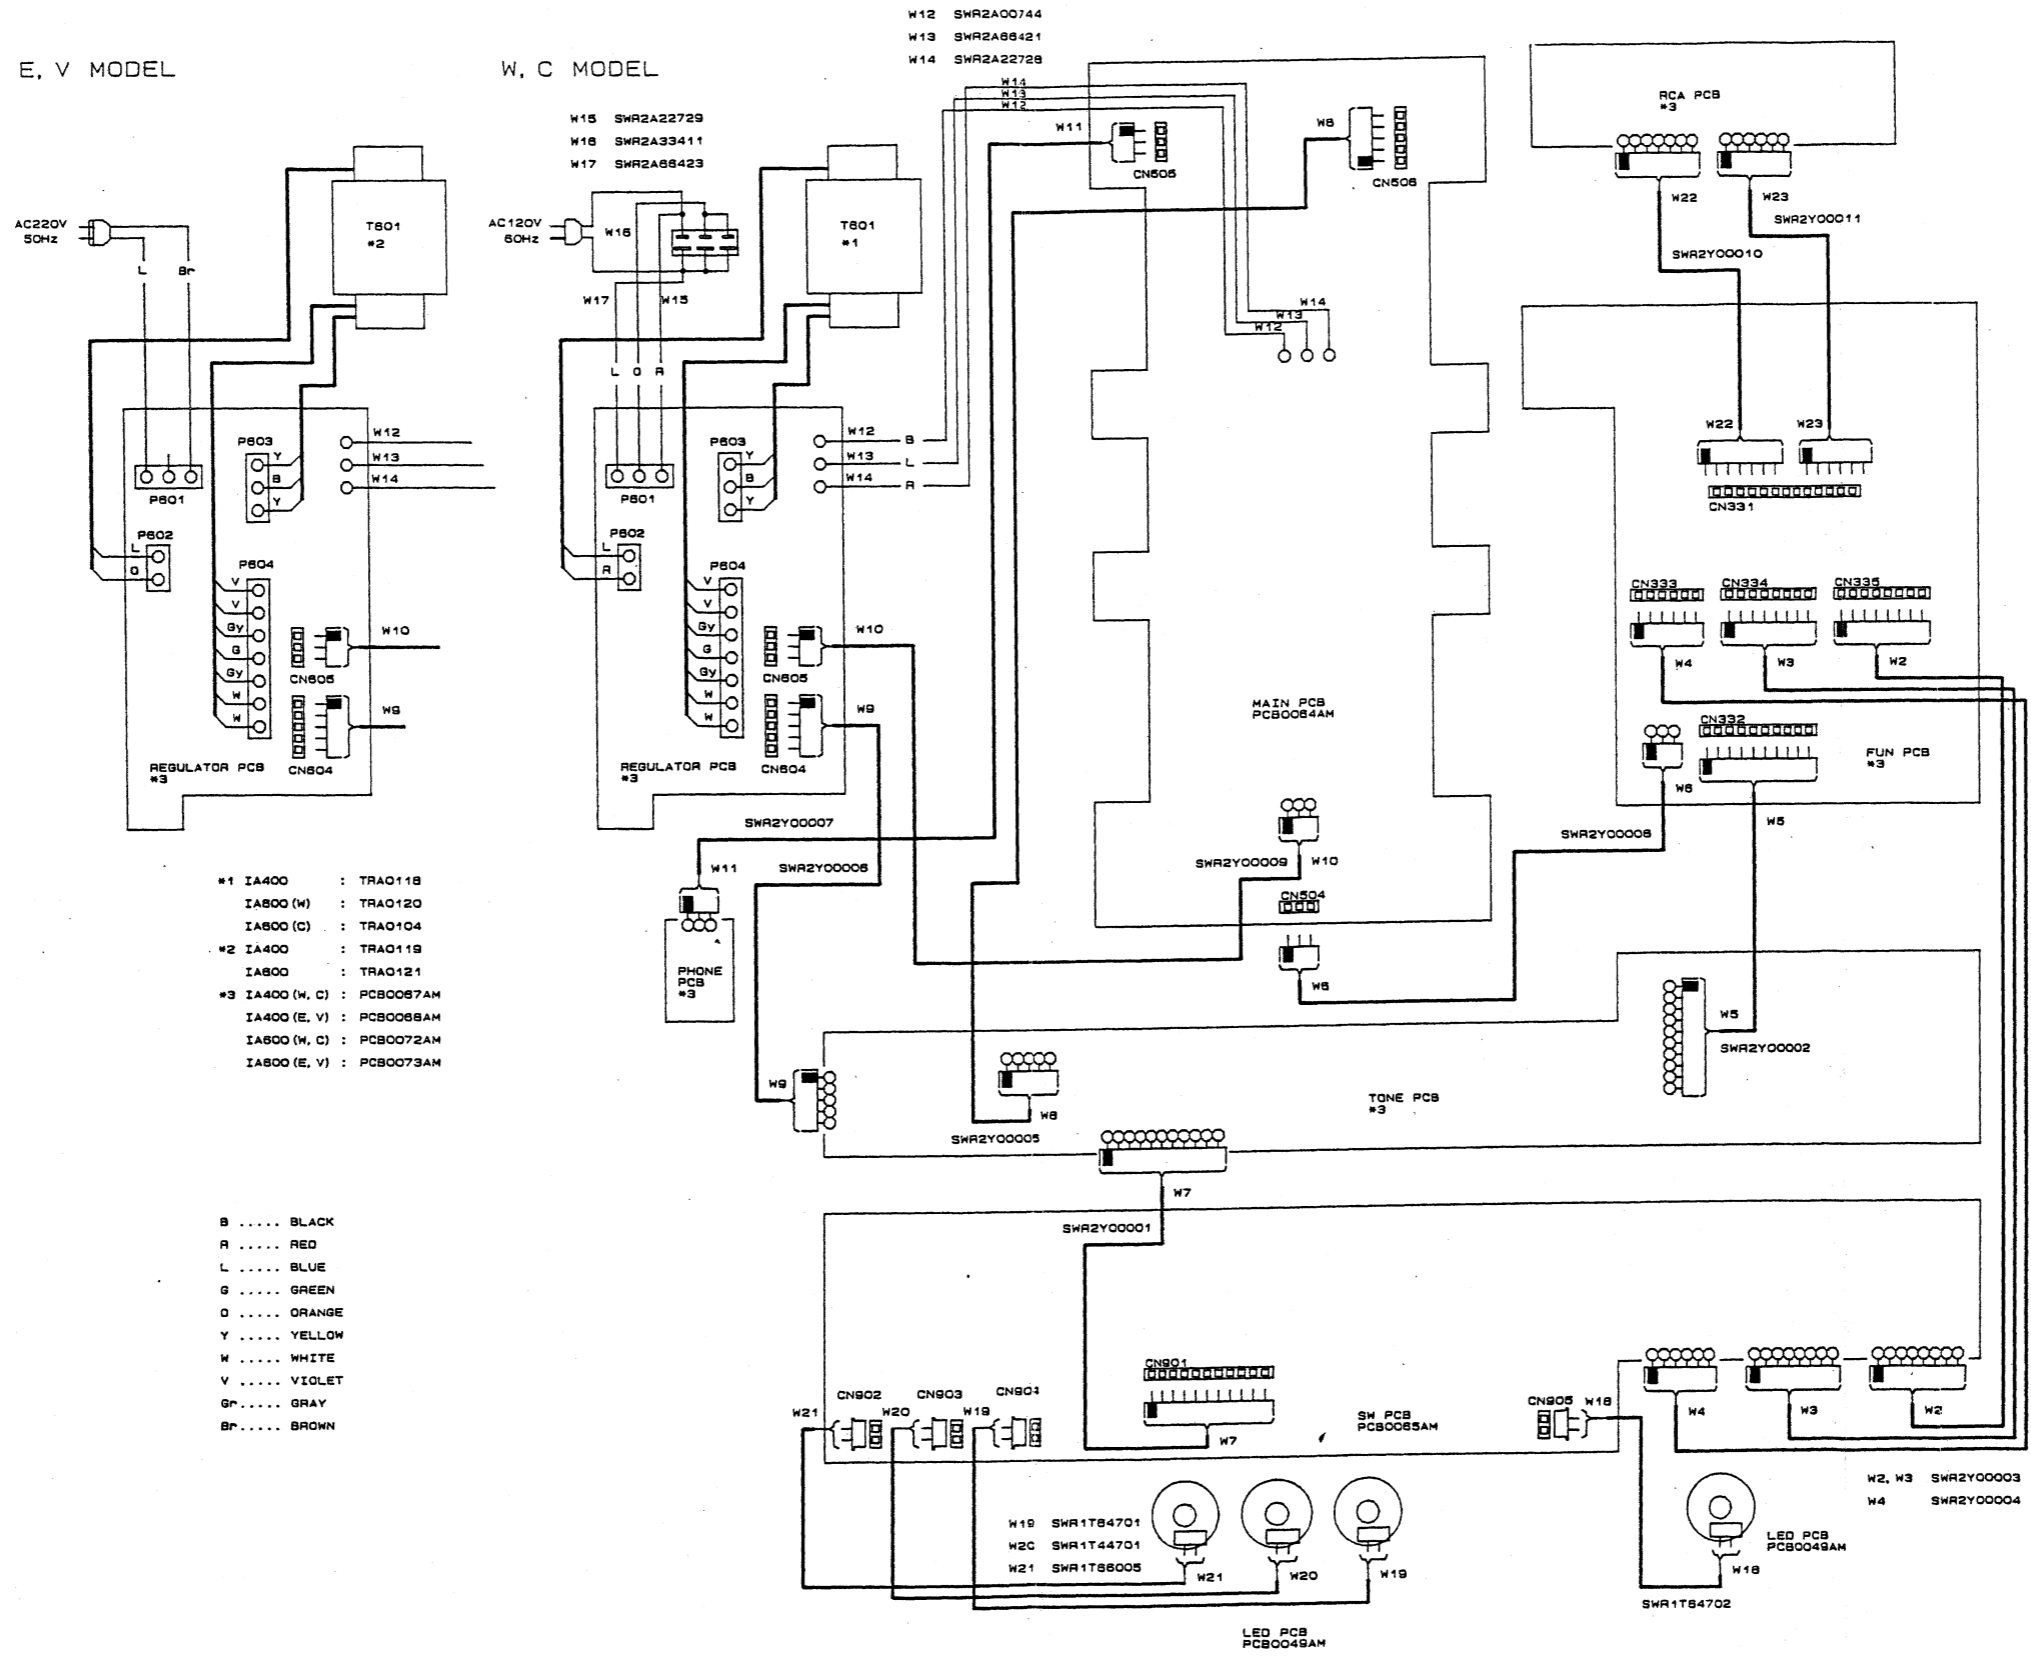 W12 SWR2A00744
W13 SWR2A66421
W14 SWR2A22728
E, V MODEL
W, C MODEL
W15 SWR2A22729
W16 SWR2A33411
W17 SWR2A66423
W14
W13
W12
W11
CN505
W8
CN506
RCA PCB
*3
W22
W23
SWR2Y00011
SWR2Y00010
AC220V
50Hz
L
Br
T601
*2
AC120V
60Hz
W16
W17
W15
T601
*1
L O R
W14
W13
W12
W22
W23
CN331
P601
P603
Y
B
Y
W12
W13
W14
P602
L
O
P604
V
V
Gy
G
Gy
W
W
W10
CN605
W9
CN604
REGULATOR PCB
*3
P601
P603
Y
B
Y
W12 B
W13 L
W14 R
P602
L
R
P604
V
V
Gy
G
Gy
W
W
W10
CN605
W9
CN604
REGULATOR PCB
*3
MAIN PCB
PCB0064AM
CN333
CN334
CN335
W4
W3
W2
CN332
FUN PCB
*3
W6
W5
SWR2Y00007
W11
SWR2Y00006
SWR2Y00009
W10
CN504
W6
SWR2Y00008
PHONE
PCB
*3
*1 IA400 : TRA0118
IA600 (W) : TRA0120
IA600 (C) : TRA0104
*2 IA400 : TRA0119
IA600 : TRA0121
*3 IA400 (W, C) : PCB0067AM
IA400 (E, V) : PCB0068AM
IA600 (W, C) : PCB0072AM
IA600 (E, V) : PCB0073AM
W5
SWR2Y00002
W9
W8
SWR2Y00005
TONE PCB
*3
W7
SWR2Y00001
B ..... BLACK
R ..... RED
L ..... BLUE
G ..... GREEN
O ..... ORANGE
Y ..... YELLOW
W ..... WHITE
V ..... VIOLET
Gr..... GRAY
Br..... BROWN
CN901
W7
W21
CN902
W20
CN903
W19
CN904
SW PCB
PCB0065AM
CN905
W18
W4
W3
W2
W2, W3 SWR2Y00003
W4 SWR2Y00004
W19 SWR1T64701
W20 SWR1T44701
W21 SWR1T66005
W21
W20
W19
LED PCB
PCB0049AM
W18
SWR1T64702
LED PCB
PCB0049AM